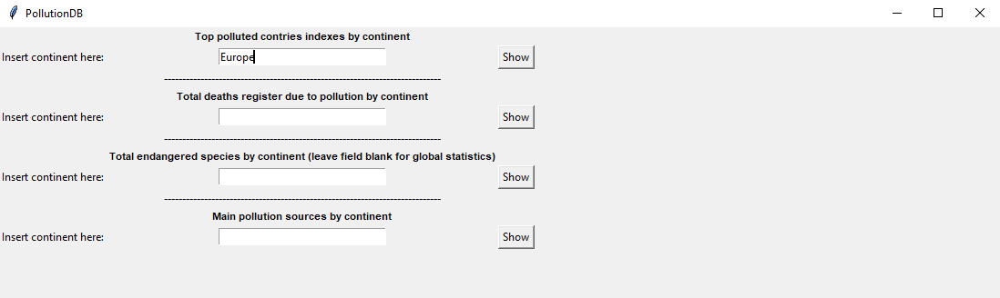 PollutionDB
Top polluted contries indexes by continent
Insert continent here: Europe Show
--------------------------------------------------------------------------------
Total deaths register due to pollution by continent
Insert continent here: Show
--------------------------------------------------------------------------------
Total endangered species by continent (leave field blank for global statistics)
Insert continent here: Show
--------------------------------------------------------------------------------
Main pollution sources by continent
Insert continent here: Show